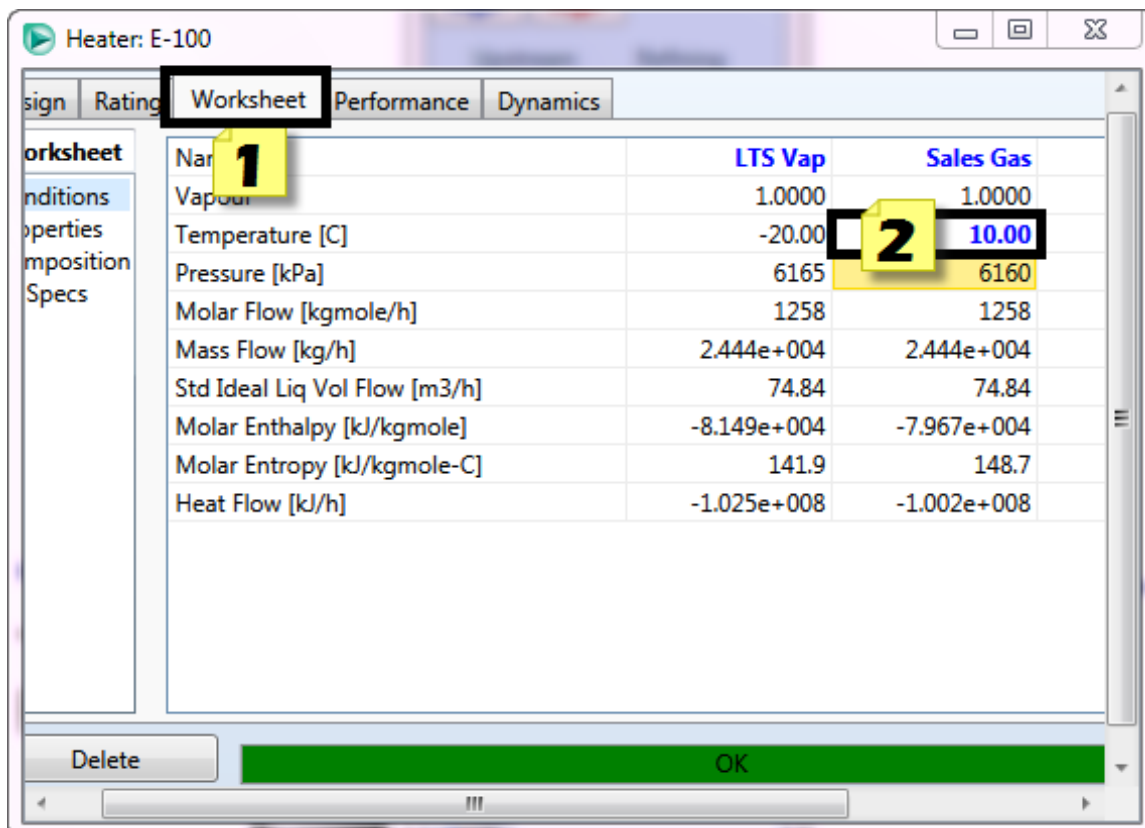 Heater: E-100
sign Rating Worksheet Performance Dynamics
orksheet
nditions
operties
mposition
Specs
1
Nar LTS Vap Sales Gas
Vapour 1.0000 1.0000
Temperature [C] -20.00 2 10.00
Pressure [kPa] 6165 6160
Molar Flow [kgmole/h] 1258 1258
Mass Flow [kg/h] 2.444e+004 2.444e+004
Std Ideal Liq Vol Flow [m3/h] 74.84 74.84
Molar Enthalpy [kJ/kgmole] -8.149e+004 -7.967e+004
Molar Entropy [kJ/kgmole-C] 141.9 148.7
Heat Flow [kJ/h] -1.025e+008 -1.002e+008
Delete OK